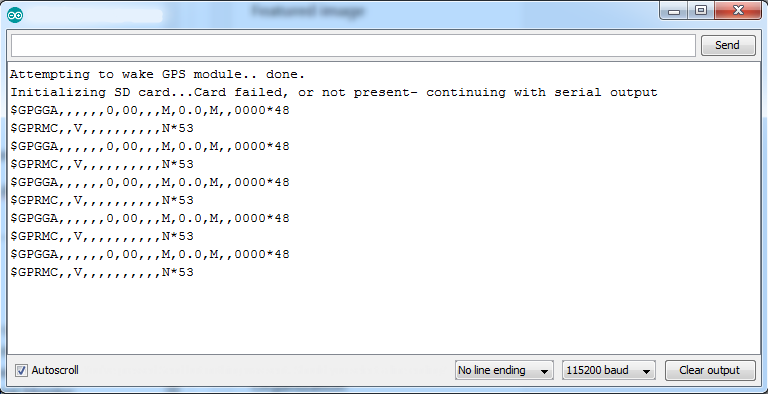 Featured image
Send
Attempting to wake GPS module.. done.
Initializing SD card...Card failed, or not present- continuing with serial output
$GPGGA,,,,,,0,00,,,M,0.0,M,,0000*48
$GPRMC,,V,,,,,,,,,,N*53
$GPGGA,,,,,,0,00,,,M,0.0,M,,0000*48
$GPRMC,,V,,,,,,,,,,N*53
$GPGGA,,,,,,0,00,,,M,0.0,M,,0000*48
$GPRMC,,V,,,,,,,,,,N*53
$GPGGA,,,,,,0,00,,,M,0.0,M,,0000*48
$GPRMC,,V,,,,,,,,,,N*53
$GPGGA,,,,,,0,00,,,M,0.0,M,,0000*48
$GPRMC,,V,,,,,,,,,,N*53
Autoscroll
No line ending
115200 baud
Clear output